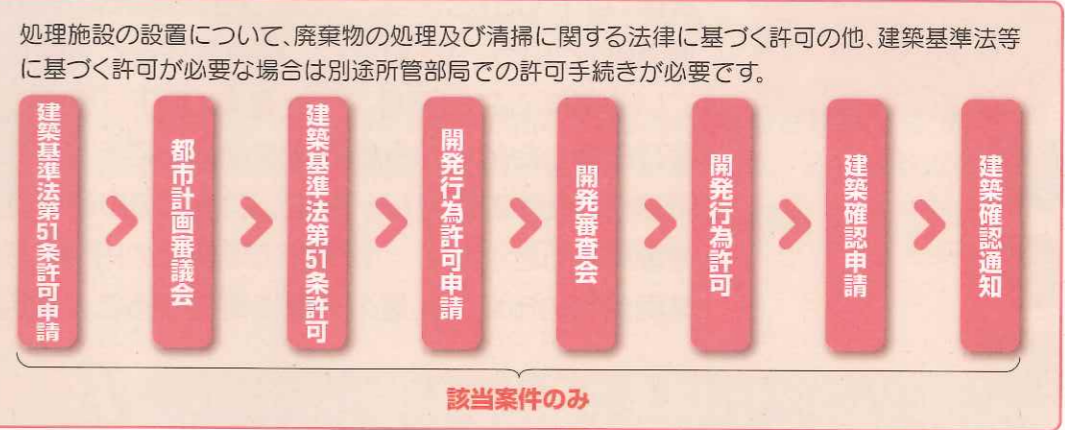 処理施設の設置について、廃棄物の処理及び清掃に関する法律に基づく許可の他、建築基準法等
に基づく許可が必要な場合は別途所管部局での許可手続きが必要です。
建築基準法第51条許可申請
都市計画審議会
建築基準法第51条許可
開発行為許可申請
開発審査会
開発行為許可
建築確認申請
建築確認通知
該当案件のみ